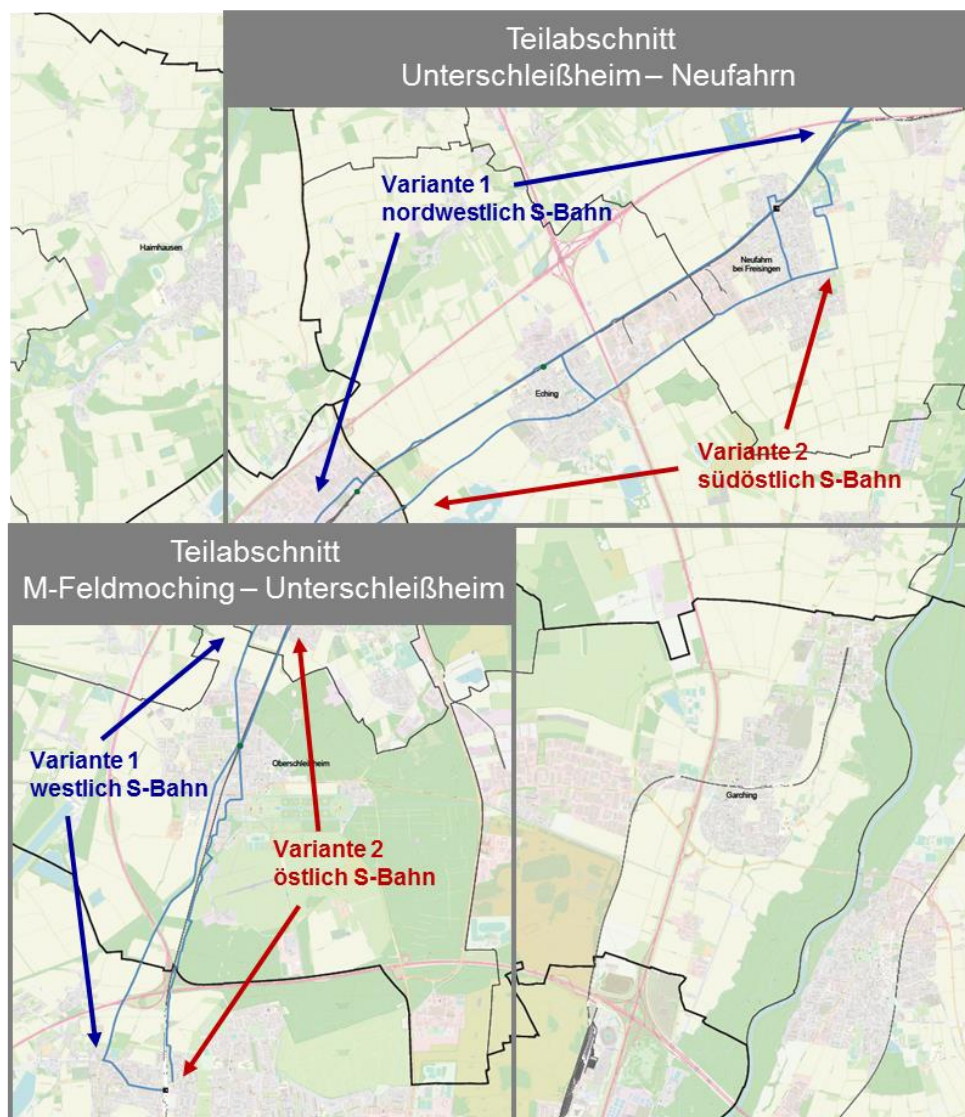 Teilabschnitt
Unterschleißheim – Neufahrn
Variante 1
nordwestlich S-Bahn
Haimhausen
Neufahrn
bei Freisingen
Eching
Variante 2
südöstlich S-Bahn
Teilabschnitt
M-Feldmoching – Unterschleißheim
Variante 1
westlich S-Bahn
Oberschleißheim
Garching
Variante 2
östlich S-Bahn